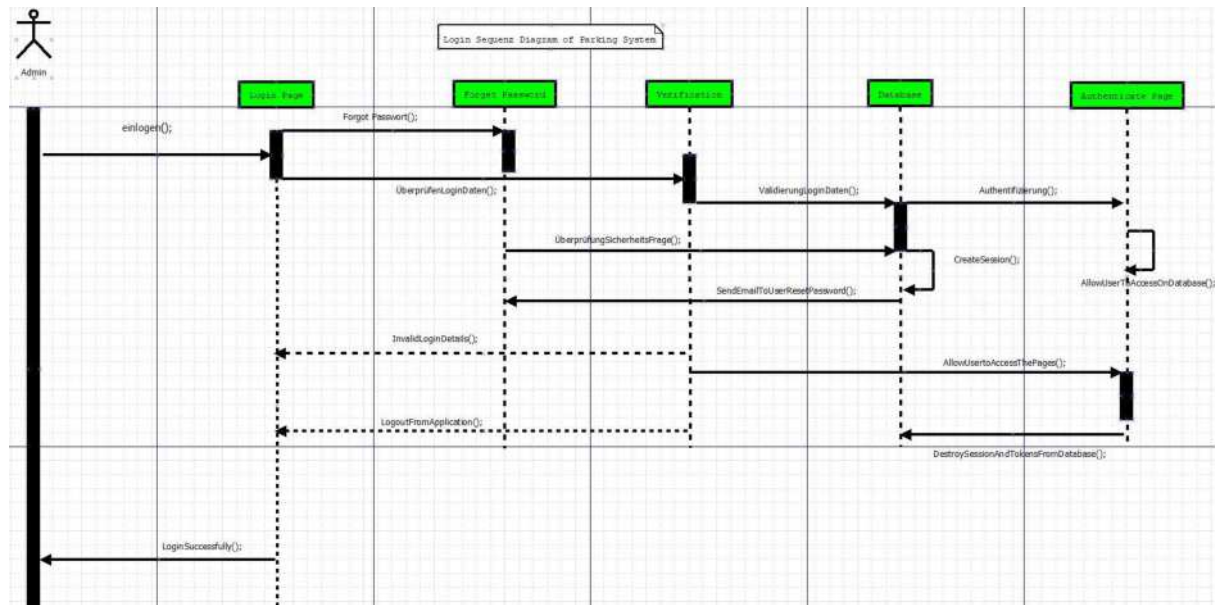 Login Sequenz Diagram of Parking System
Admin
Login Page
Forget Password
Verification
Database
Authenticate Page
einlogen();
Forgot Passwort();
ÜberprüfenLoginDaten();
ValidierungLoginDaten();
Authentifizierung();
ÜberprüfungSicherheitsFrage();
CreateSession();
AllowUserToAccessOnDatabase();
SendEmailToUserResetPassword();
InvalidLoginDetails();
AllowUsertoAccessThePages();
LogoutFromApplication();
DestroySessionAndTokensFromDatabase();
LoginSuccessfully();